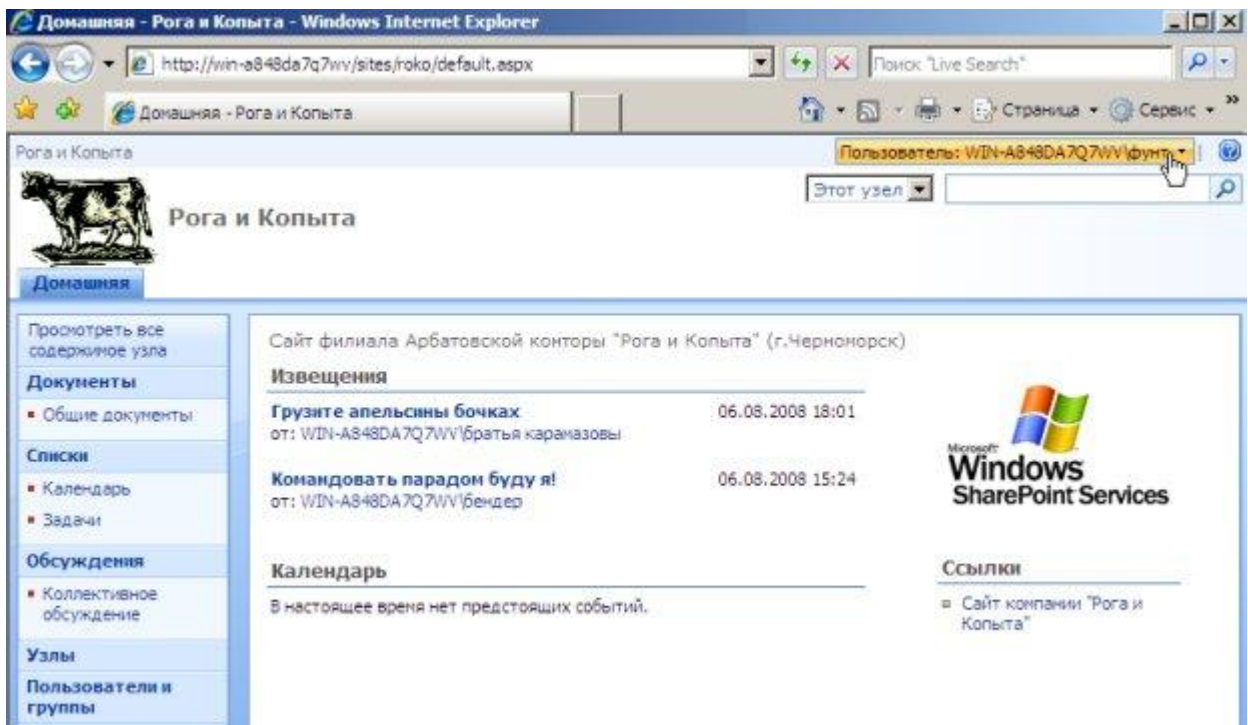 Домашняя - Рога и Копыта - Windows Internet Explorer
http://win-a848da7q7wv/sites/roko/default.aspx
Поиск "Live Search"
Домашняя - Рога и Копыта
Страница
Сервис
Рога и Копыта
Пользователь: WIN-A848DA7Q7WV\фунт
Этот узел
Рога и Копыта
Домашняя
Просмотреть все
содержимое узла
Документы
Общие документы
Списки
Календарь
Задачи
Обсуждения
Коллективное
обсуждение
Узлы
Пользователи и
группы
Сайт филиала Арбатовской конторы "Рога и Копыта" (г.Черноморск)
Извещения
Грузите апельсины бочках 06.08.2008 18:01
от: WIN-A848DA7Q7WV\братья карамазовы
Командовать парадом буду я! 06.08.2008 15:24
от: WIN-A848DA7Q7WV\бендер
Календарь
В настоящее время нет предстоящих событий.
Microsoft
Windows
SharePoint Services
Ссылки
Сайт компании "Рога и
Копыта"